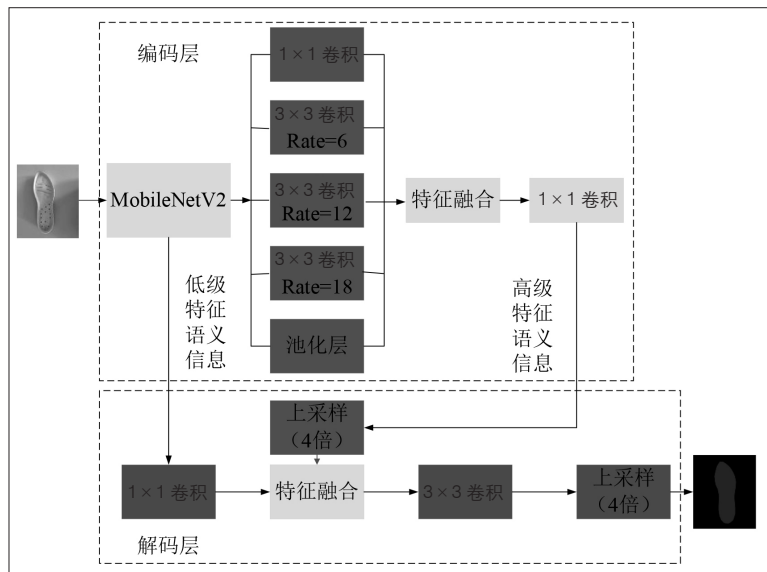 编码层
1×1 卷积
3×3 卷积
Rate=6
MobileNetV2
3×3 卷积
Rate=12
特征融合
1×1 卷积
3×3 卷积
Rate=18
池化层
低级
特征
语义
信息
高级
特征
语义
信息
上采样
（4倍）
1×1 卷积
特征融合
3×3 卷积
上采样
（4倍）
解码层